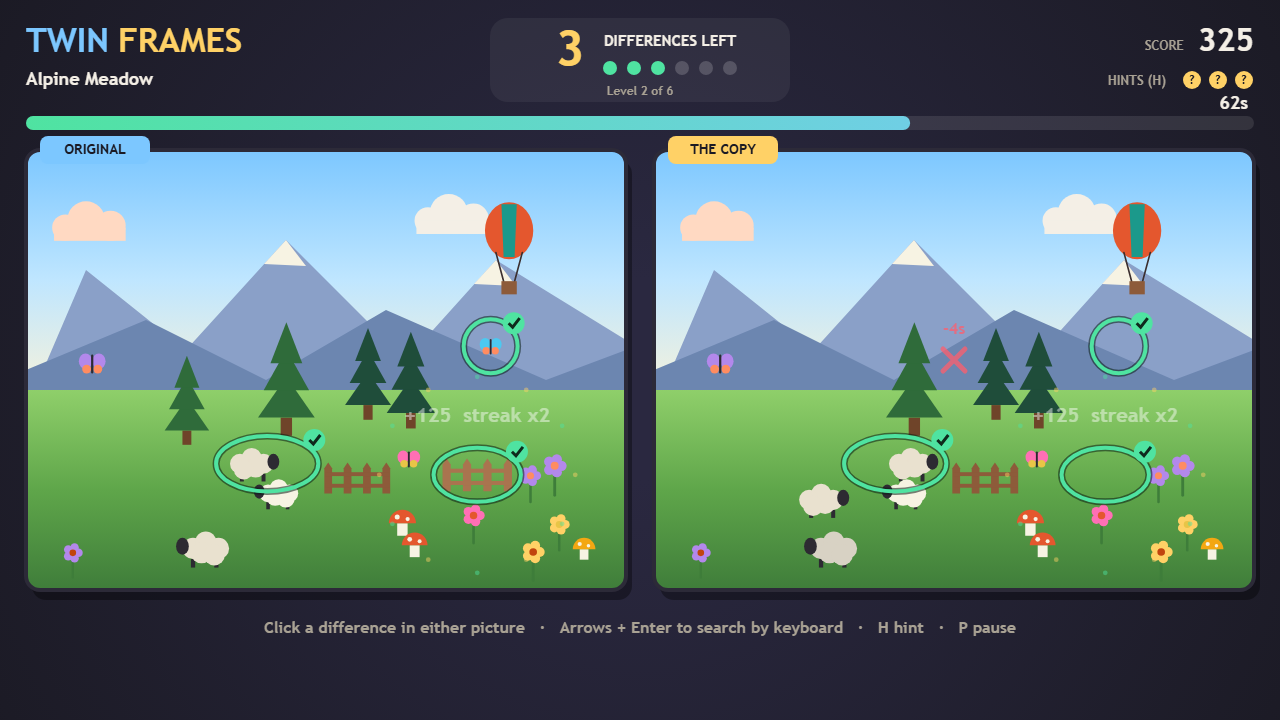 TWIN FRAMES
Alpine Meadow
3
DIFFERENCES LEFT
Level 2 of 6
SCORE 325
HINTS (H) ? ? ?
62s
ORIGINAL
THE COPY
-4s
+125 streak x2
+125 streak x2
Click a difference in either picture · Arrows + Enter to search by keyboard · H hint · P pause